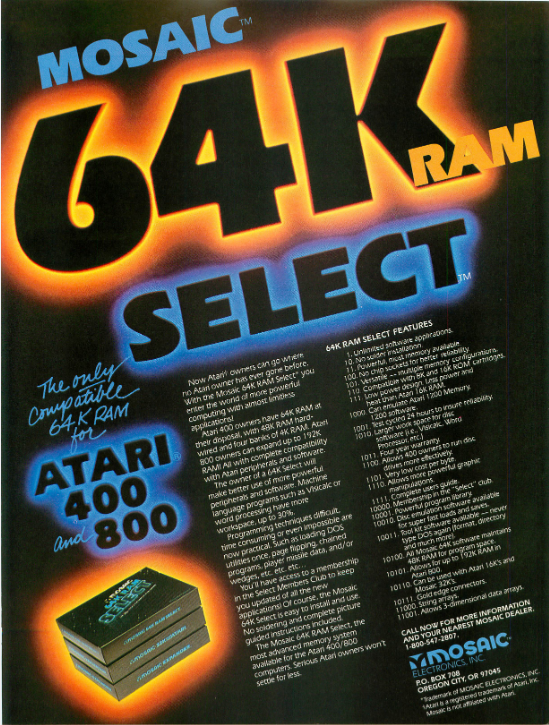 MOSAIC™
64K
RAM
SELECT™
The only
compatible
64K RAM
for
ATARI
400
and 800
Now Atari owners can go where
no Atari owner has ever gone before.
With the Mosaic 64K RAM Select, you
enter the world of more powerful
computing with almost limitless
applications!
Atari 400 owners have 64K RAM at
their disposal, with 48K RAM hard-
wired and four banks of 4K RAM. Atari
800 owners can expand up to 192K
RAM! All with complete compatibility
with Atari peripherals and software.
The owner of a 64K Select will
make better use of more powerful
peripherals and software. Machine
language programs such as Visicalc or
word processing have more
workspace, up to 30%.
Programming techniques difficult,
time consuming or even impossible are
now practical. Such as loading DOS
utilities once, page flipping, chained
programs, player missile data, and/or
wedges, etc. etc. etc. . .
You'll have access to a membership
in the Select Members Club to keep
you updated of all the new
applications! Of course, the Mosaic
64K Select is easy to install and use.
No soldering and complete picture
guided instructions included.
The Mosaic 64K RAM Select, the
most advanced memory system
available for the Atari 400/800
computers. Serious Atari owners won't
settle for less.
64K RAM SELECT FEATURES
1. Unlimited software applications.
10. No solder installation.
11. Powerful, most memory available.
100. No chip sockets for better reliability.
101. Versatile – multiple memory configurations.
110. Compatible with 8K and 16K ROM cartridges.
111. Low power design. Less power and
heat than Atari 16K RAM.
1000. Can emulate Atari 1200 Memory.
1200 software.
1001. Test cycled 24 hours to insure reliability.
1010. Larger work space for disc
software (i.e., Visicalc, Word
Processor, etc.)
1011. Four year warranty.
1100. Allows 400 owners to run disc
drives more effectively.
1101. Very low cost per byte.
1110. Allows more powerful graphic
manipulations.
1111. Complete users guide.
10000. Membership in the "Select" club.
10001. Powerful program library.
10010. Disc emulation software available
for super fast loads and saves.
10011. Tool kit software available – never
type DOS again (format, directory
and much more).
10100. All Mosaic 64K software maintains
48K RAM for program space.
10101. Allows for up to 192K RAM in
Atari 800.
10110. Can be used with Atari 16K's and
Mosaic 32K's.
10111. Gold edge connectors.
11000. String arrays.
11001. Allows 3-dimensional data arrays.
CALL NOW FOR MORE INFORMATION
AND YOUR NEAREST MOSAIC DEALER.
1-800-547-2807.
MOSAIC
ELECTRONICS, INC.
P.O. BOX 708
OREGON CITY, OR 97045
*Trademark of MOSAIC ELECTRONICS, INC.
†Atari is a registered trademark of Atari, Inc.
Mosaic is not affiliated with Atari.
MOSAIC
SELECT
MOSAIC 64K RAM SELECT
MOSAIC EXPANDER